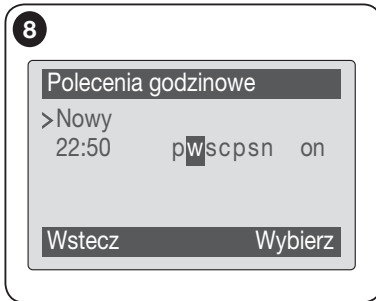 8
Polecenia godzinowe
>Nowy
22:50 pwscpsn on
Wstecz Wybierz